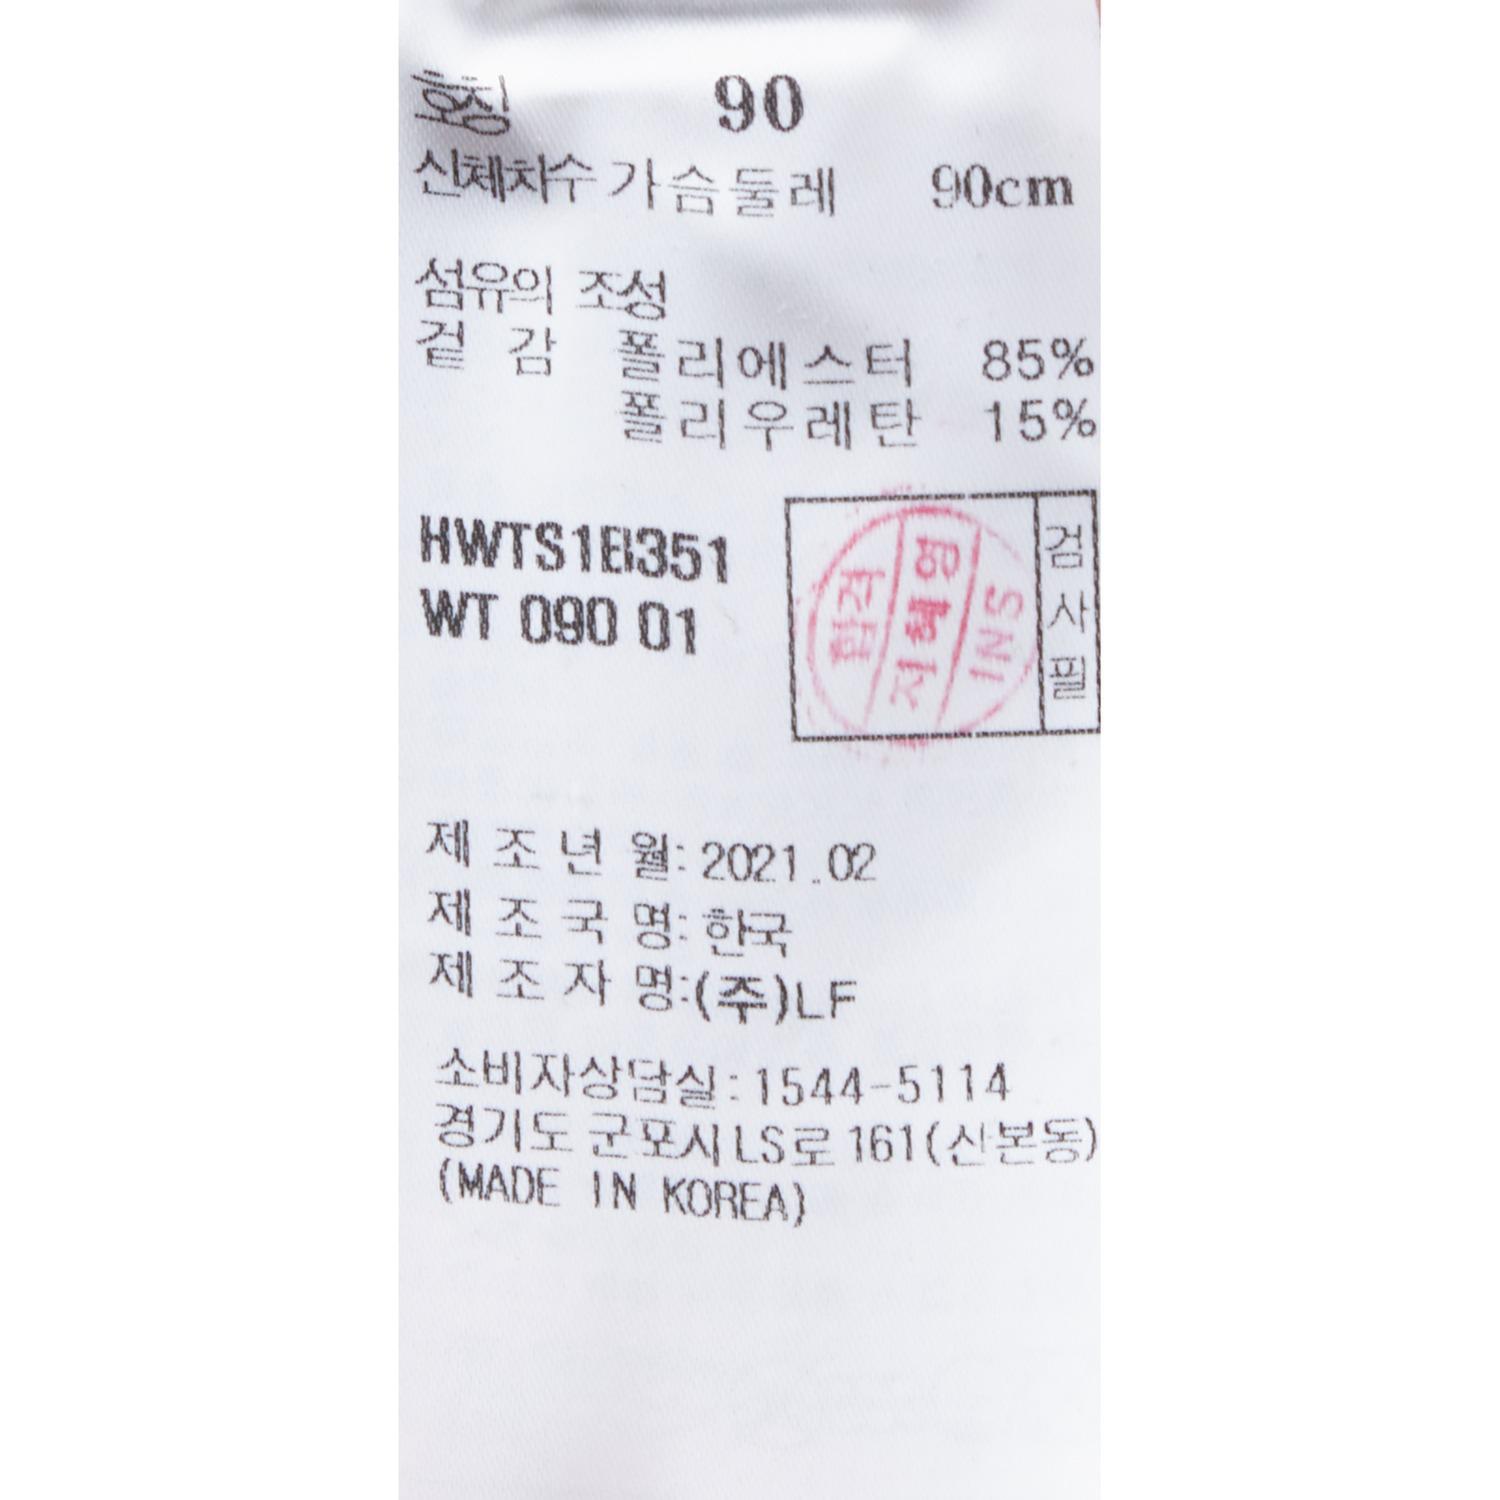 호칭 90
신체치수 가슴둘레 90cm
섬유의 조성
겉 감 폴리에스터 85%
폴리우레탄 15%
HWTS1B351
WT 090 01
합격
지혜영
INS
검사필
제 조 년 월: 2021.02
제 조 국 명: 한국
제 조 자 명:(주)LF
소비자상담실:1544-5114
경기도 군포시 LS로 161(산본동)
(MADE IN KOREA)